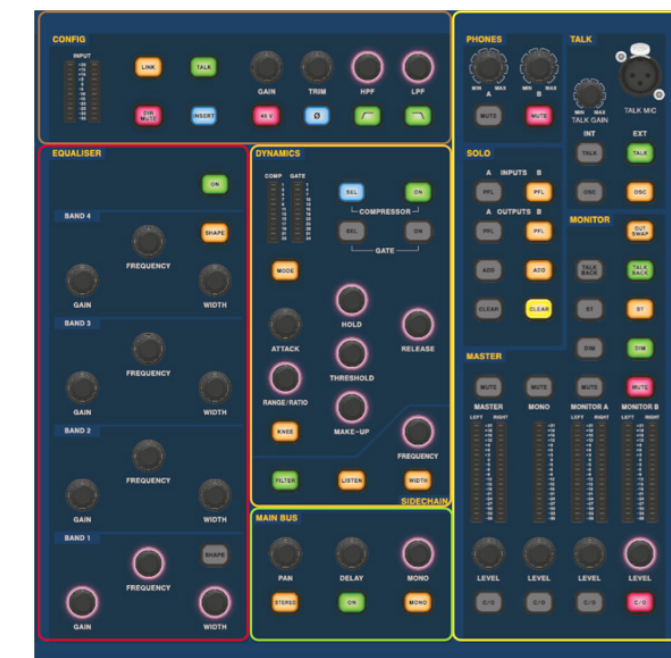 CONFIG
INPUT
LINK
TALK
DIR MUTE
INSERT
GAIN
TRIM
HPF
LPF
48 V
Ø
PHONES
MIN MAX
MIN MAX
A
B
MUTE
MUTE
TALK
MIN MAX
TALK GAIN
TALK MIC
INT
EXT
TALK
TALK
OSC
OSC
EQUALISER
ON
BAND 4
SHAPE
FREQUENCY
GAIN
WIDTH
BAND 3
FREQUENCY
GAIN
WIDTH
BAND 2
FREQUENCY
GAIN
WIDTH
BAND 1
SHAPE
FREQUENCY
GAIN
WIDTH
DYNAMICS
COMP GATE
SEL
ON
COMPRESSOR
SEL
ON
GATE
MODE
HOLD
ATTACK
RELEASE
THRESHOLD
RANGE/RATIO
KNEE
MAKE-UP
FREQUENCY
FILTER
LISTEN
WIDTH
SIDECHAIN
MAIN BUS
PAN
DELAY
MONO
STEREO
ON
MONO
SOLO
A INPUTS B
PFL
PFL
A OUTPUTS B
PFL
PFL
ADD
ADD
CLEAR
CLEAR
MONITOR
OUT SWAP
TALK BACK
TALK BACK
ST
ST
DIM
DIM
MASTER
MUTE
MUTE
MUTE
MUTE
MASTER
MONO
MONITOR A
MONITOR B
LEFT RIGHT
LEFT RIGHT
LEFT RIGHT
LEVEL
LEVEL
LEVEL
LEVEL
C/O
C/O
C/O
C/O